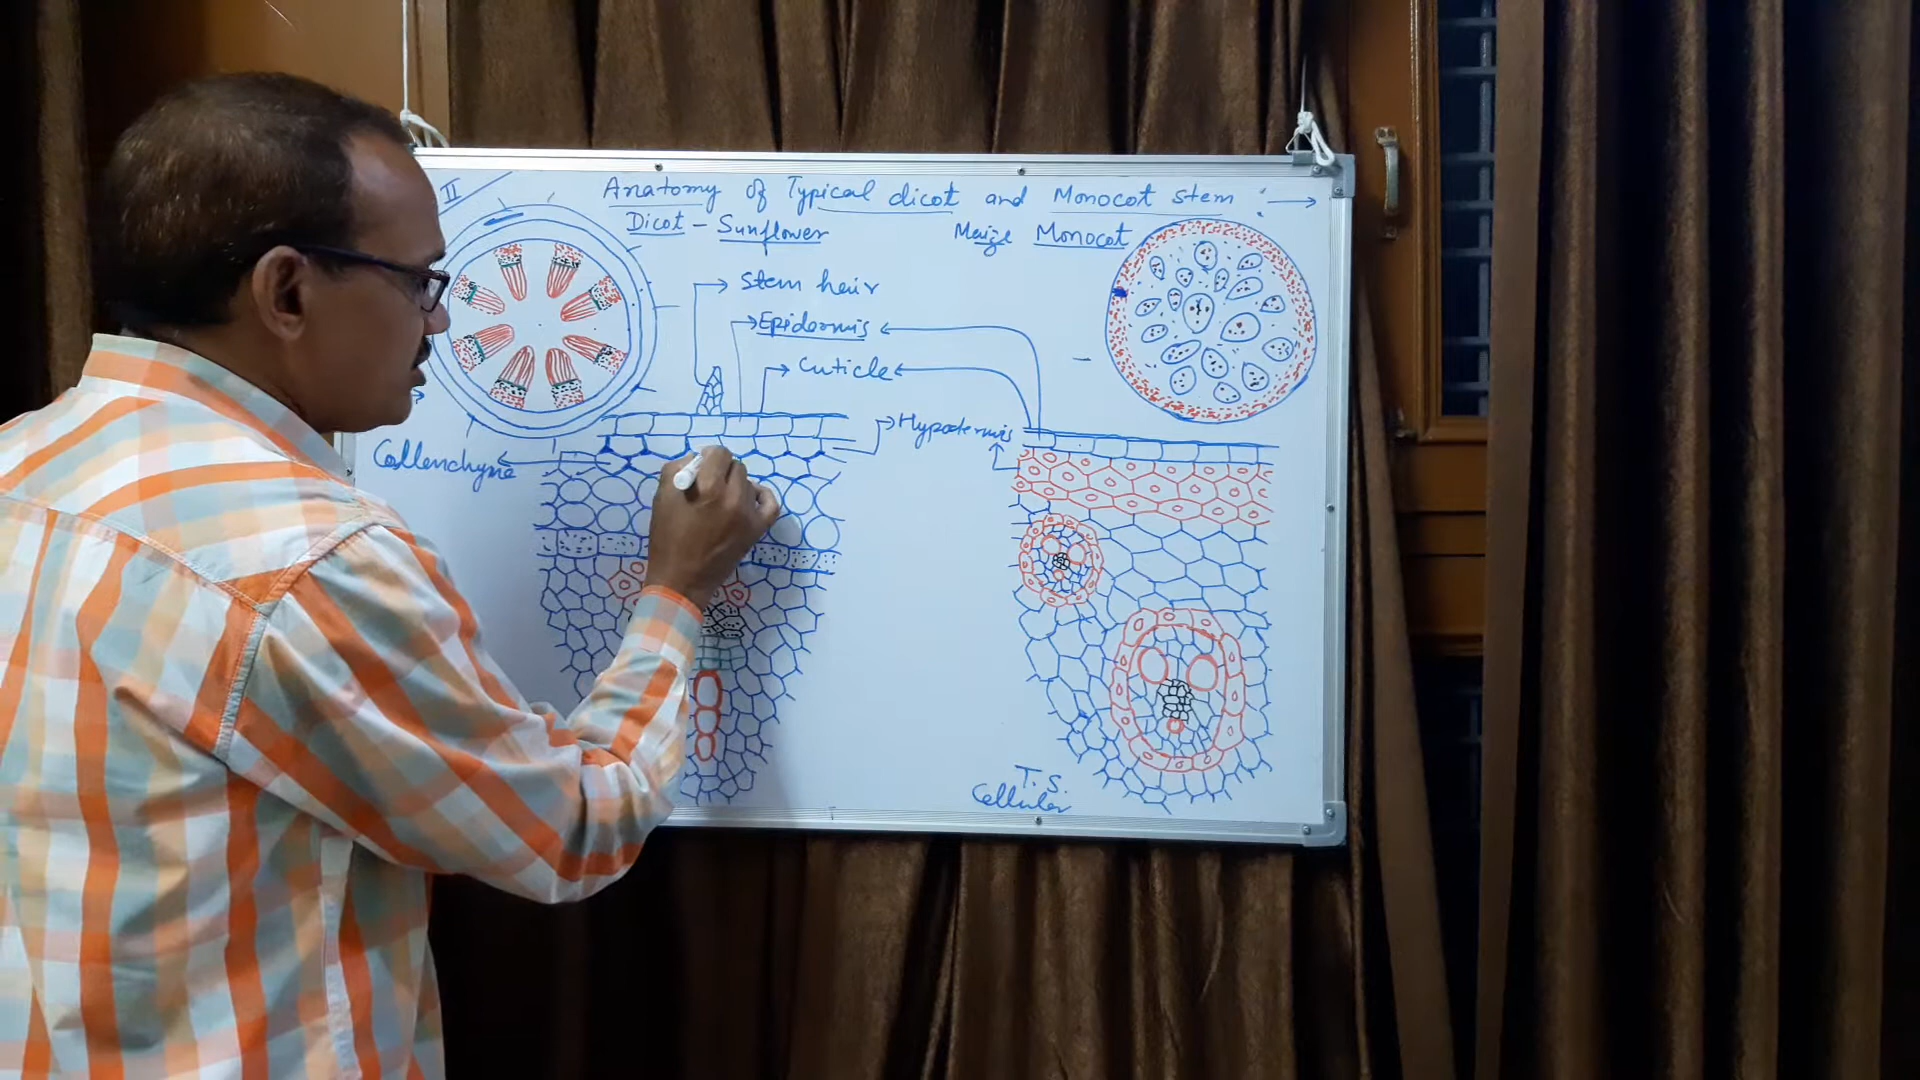 II
Anatomy of Typical dicot and Monocot stem :→
Dicot - Sunflower
Maize Monocot
Stem hair
Epidermis
Cuticle
Hypodermis
Collenchyma
T. S.
Cellular